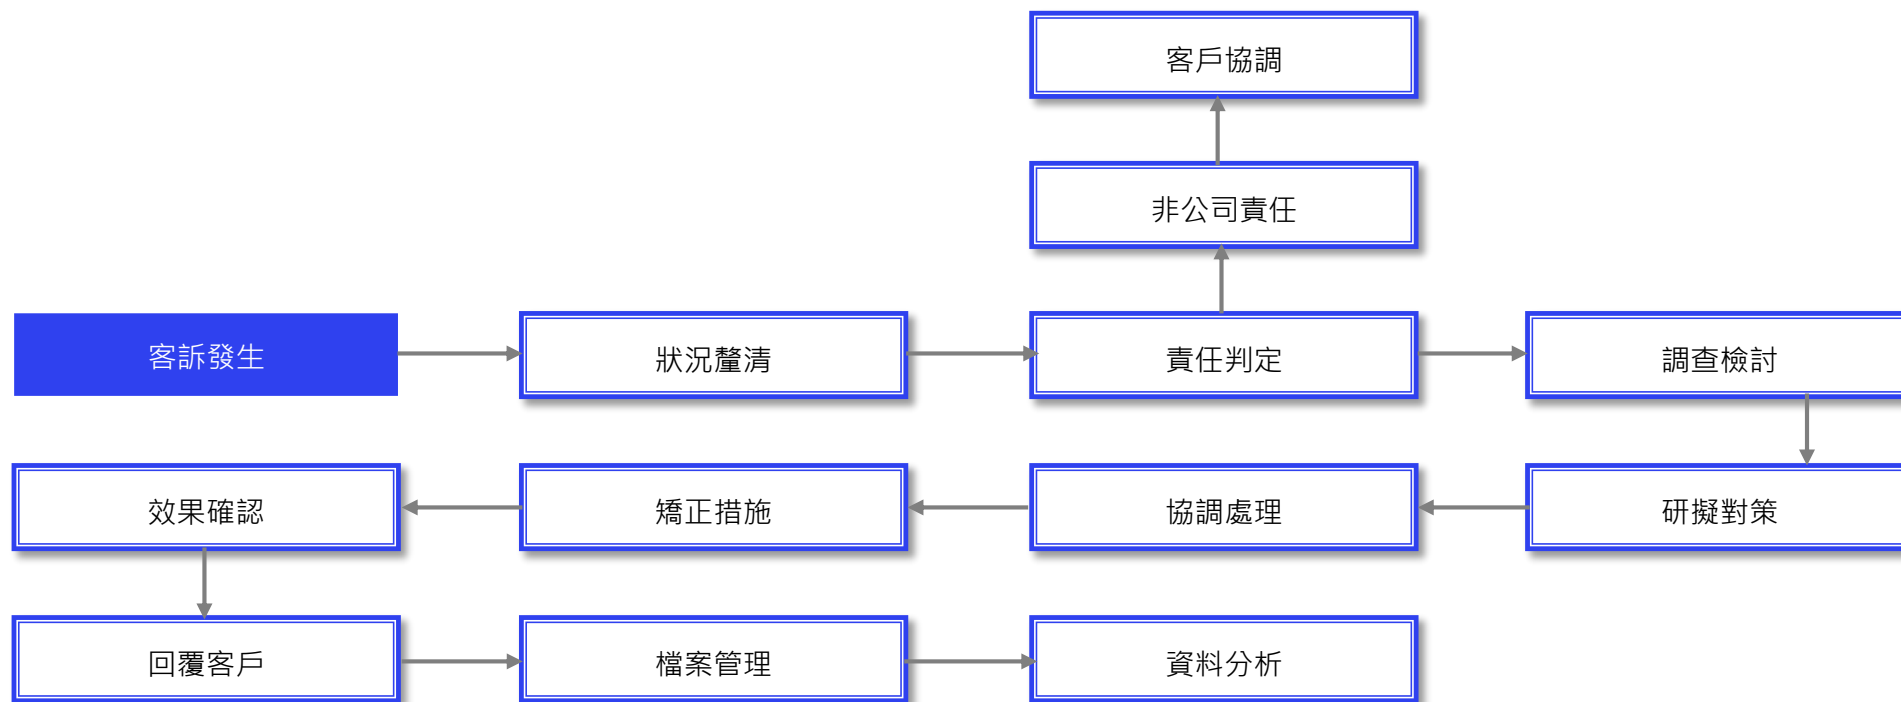 客戶協調
非公司責任
客訴發生
狀況釐清
責任判定
調查檢討
效果確認
矯正措施
協調處理
研擬對策
回覆客戶
檔案管理
資料分析